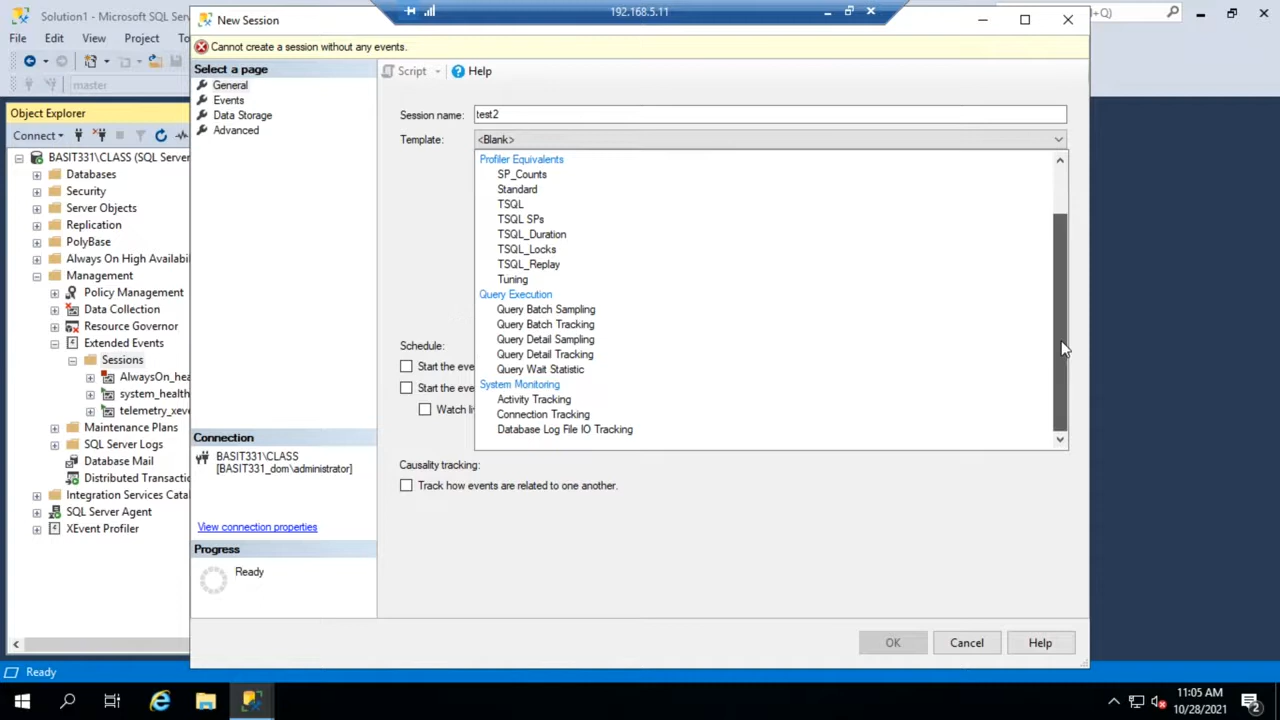 Solution1 - Microsoft SQL Ser
192.168.5.11
+Q)
File Edit View Project To
master
Object Explorer
Connect
BASIT331\CLASS (SQL Server
Databases
Security
Server Objects
Replication
PolyBase
Always On High Availabi
Management
Policy Management
Data Collection
Resource Governor
Extended Events
Sessions
AlwaysOn_hea
system_health
telemetry_xeve
Maintenance Plans
SQL Server Logs
Database Mail
Distributed Transactio
Integration Services Cata
SQL Server Agent
XEvent Profiler
New Session
Cannot create a session without any events.
Select a page
General
Events
Data Storage
Advanced
Connection
BASIT331\CLASS
[BASIT331_dom\administrator]
View connection properties
Progress
Ready
Script Help
Session name: test2
Template: <Blank>
Profiler Equivalents
SP_Counts
Standard
TSQL
TSQL SPs
TSQL_Duration
TSQL_Locks
TSQL_Replay
Tuning
Query Execution
Query Batch Sampling
Query Batch Tracking
Query Detail Sampling
Query Detail Tracking
Query Wait Statistic
System Monitoring
Activity Tracking
Connection Tracking
Database Log File IO Tracking
Schedule:
Start the eve
Start the eve
Watch li
Causality tracking:
Track how events are related to one another.
OK Cancel Help
Ready
11:05 AM
10/28/2021
2